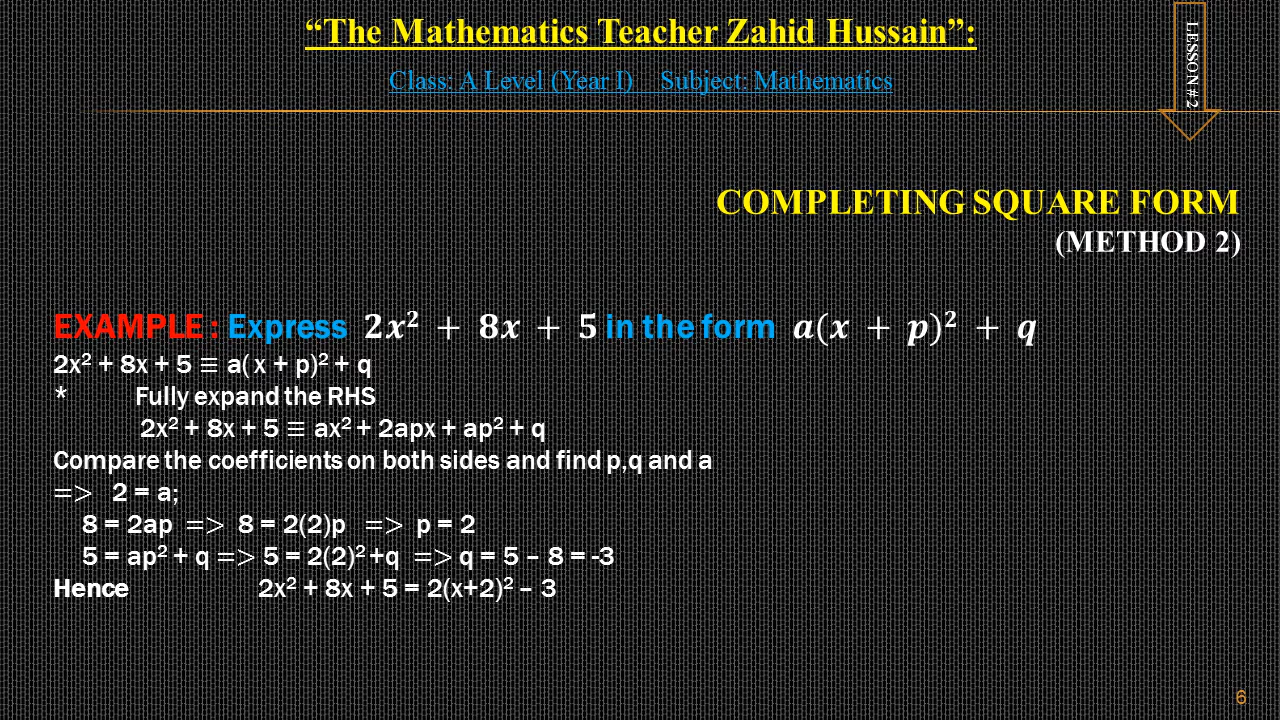 “The Mathematics Teacher Zahid Hussain”:
Class: A Level (Year I) Subject: Mathematics
LESSON # 2
COMPLETING SQUARE FORM
(METHOD 2)
EXAMPLE : Express 2x² + 8x + 5 in the form a(x + p)² + q
2x² + 8x + 5 ≡ a( x + p)² + q
* Fully expand the RHS
2x² + 8x + 5 ≡ ax² + 2apx + ap² + q
Compare the coefficients on both sides and find p,q and a
=> 2 = a;
8 = 2ap => 8 = 2(2)p => p = 2
5 = ap² + q => 5 = 2(2)² +q => q = 5 – 8 = -3
Hence 2x² + 8x + 5 = 2(x+2)² – 3
6